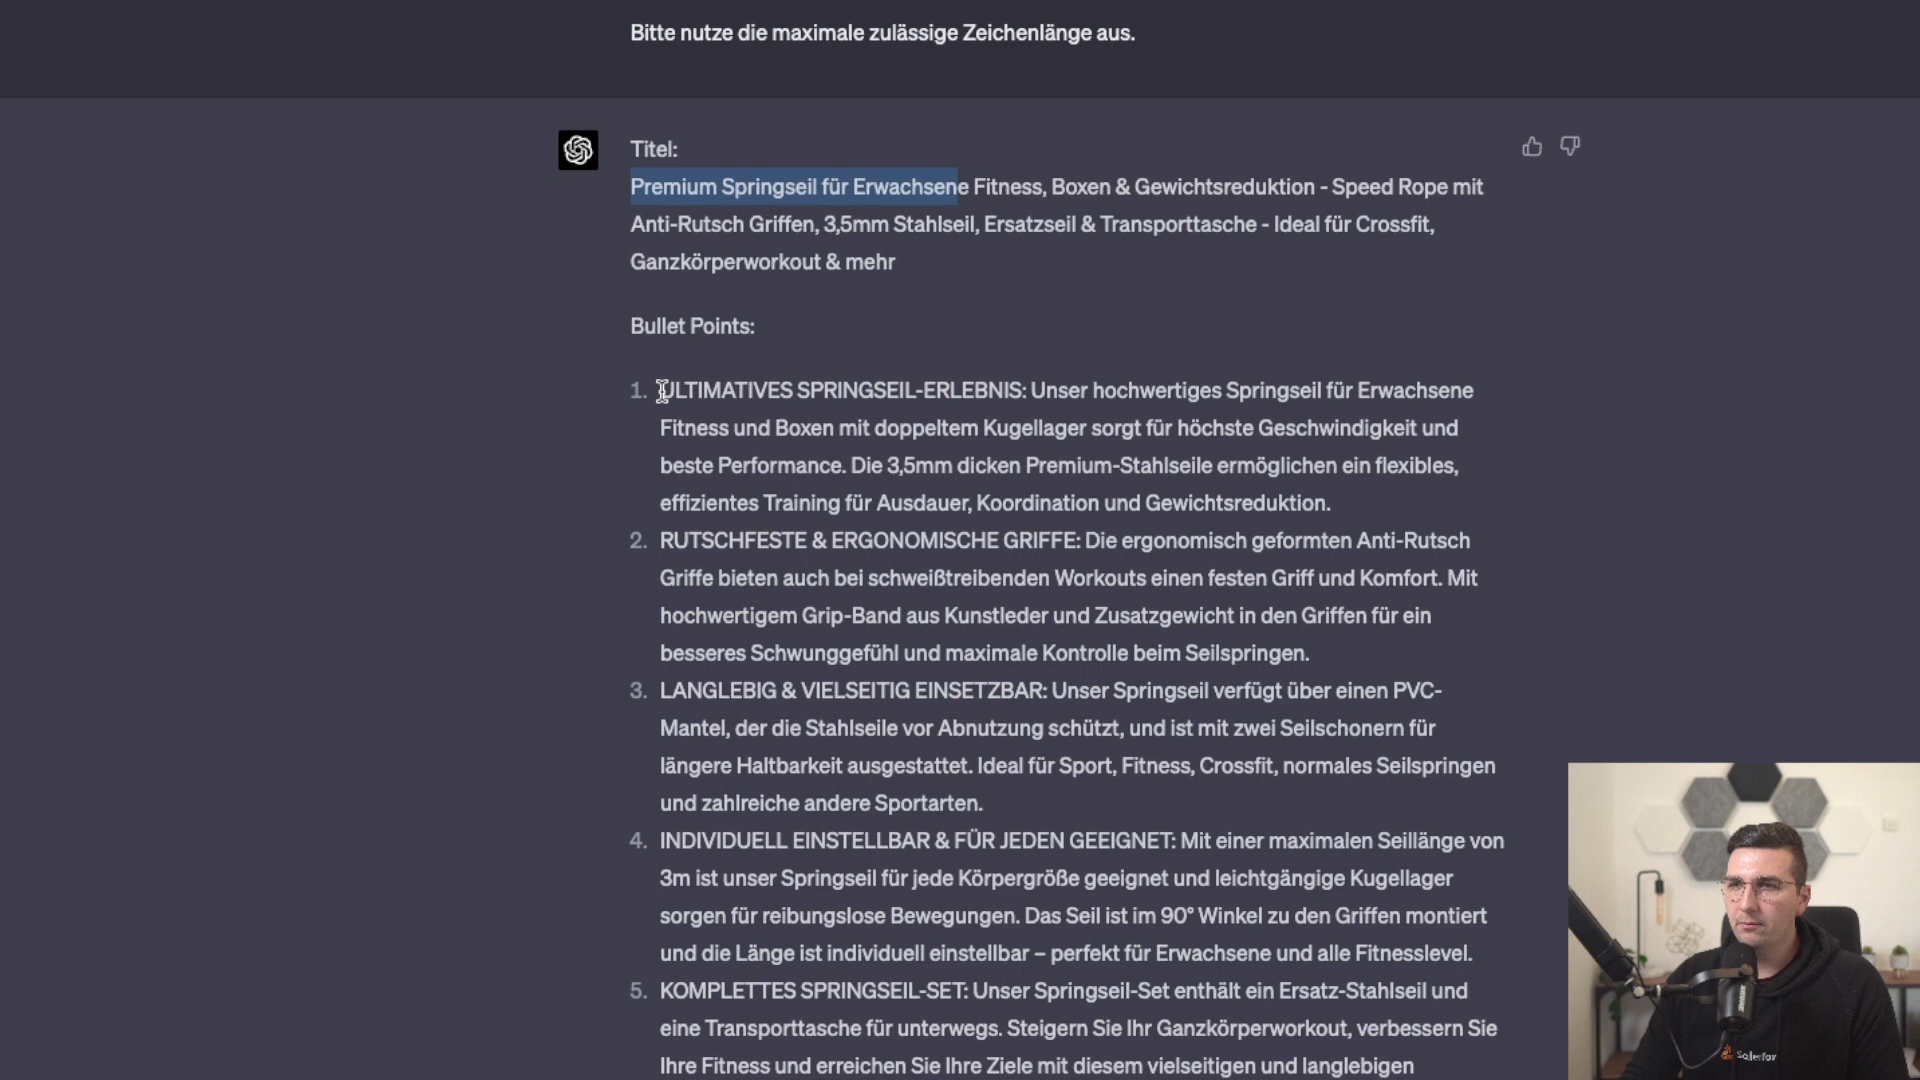 Bitte nutze die maximale zulässige Zeichenlänge aus.
Titel:
Premium Springseil für Erwachsene Fitness, Boxen & Gewichtsreduktion - Speed Rope mit
Anti-Rutsch Griffen, 3,5mm Stahlseil, Ersatzseil & Transporttasche - Ideal für Crossfit,
Ganzkörperworkout & mehr
Bullet Points:
1. ULTIMATIVES SPRINGSEIL-ERLEBNIS: Unser hochwertiges Springseil für Erwachsene
Fitness und Boxen mit doppeltem Kugellager sorgt für höchste Geschwindigkeit und
beste Performance. Die 3,5mm dicken Premium-Stahlseile ermöglichen ein flexibles,
effizientes Training für Ausdauer, Koordination und Gewichtsreduktion.
2. RUTSCHFESTE & ERGONOMISCHE GRIFFE: Die ergonomisch geformten Anti-Rutsch
Griffe bieten auch bei schweißtreibenden Workouts einen festen Griff und Komfort. Mit
hochwertigem Grip-Band aus Kunstleder und Zusatzgewicht in den Griffen für ein
besseres Schwunggefühl und maximale Kontrolle beim Seilspringen.
3. LANGLEBIG & VIELSEITIG EINSETZBAR: Unser Springseil verfügt über einen PVC-
Mantel, der die Stahlseile vor Abnutzung schützt, und ist mit zwei Seilschonern für
längere Haltbarkeit ausgestattet. Ideal für Sport, Fitness, Crossfit, normales Seilspringen
und zahlreiche andere Sportarten.
4. INDIVIDUELL EINSTELLBAR & FÜR JEDEN GEEIGNET: Mit einer maximalen Seillänge von
3m ist unser Springseil für jede Körpergröße geeignet und leichtgängige Kugellager
sorgen für reibungslose Bewegungen. Das Seil ist im 90° Winkel zu den Griffen montiert
und die Länge ist individuell einstellbar – perfekt für Erwachsene und alle Fitnesslevel.
5. KOMPLETTES SPRINGSEIL-SET: Unser Springseil-Set enthält ein Ersatz-Stahlseil und
eine Transporttasche für unterwegs. Steigern Sie Ihr Ganzkörperworkout, verbessern Sie
Ihre Fitness und erreichen Sie Ihre Ziele mit diesem vielseitigen und langlebigen